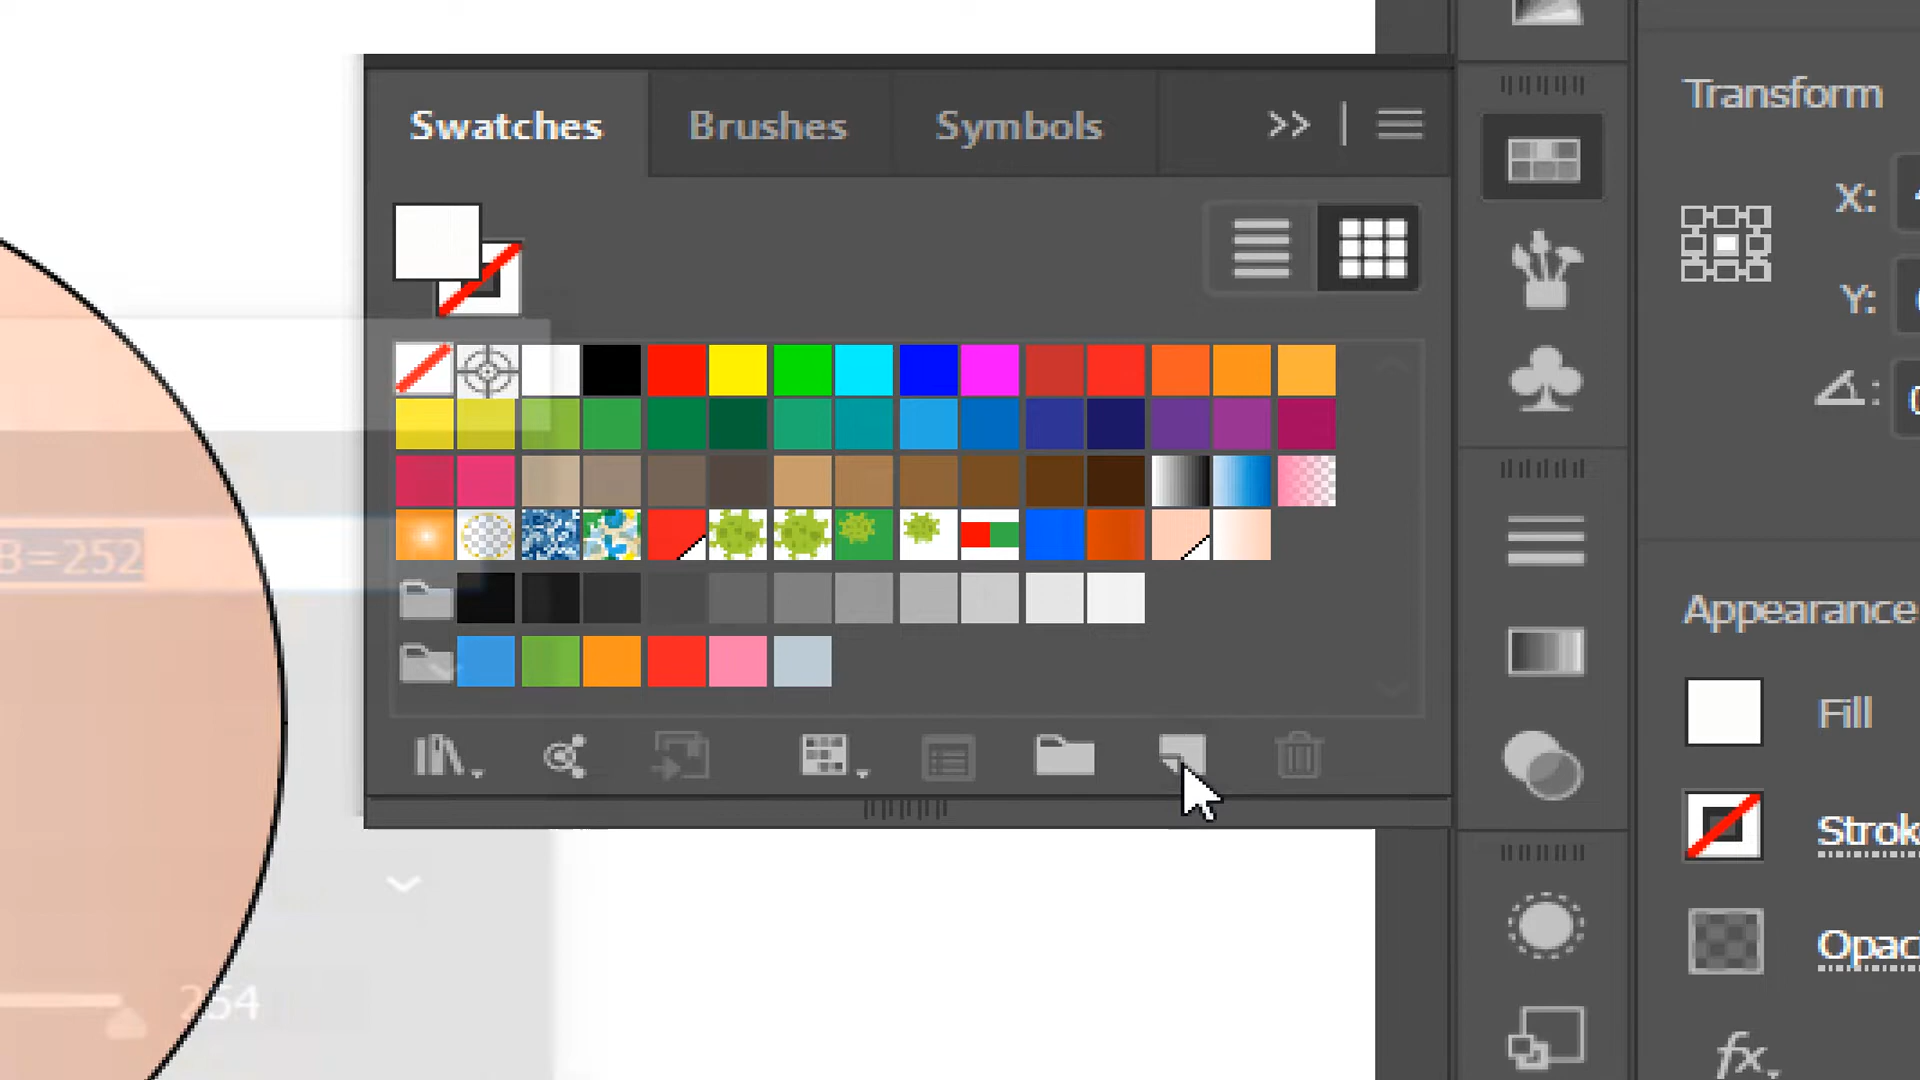 Swatches Brushes Symbols
Transform
X:
Y:
B=252
Appearance
Fill
Strok
Opac
254
fx